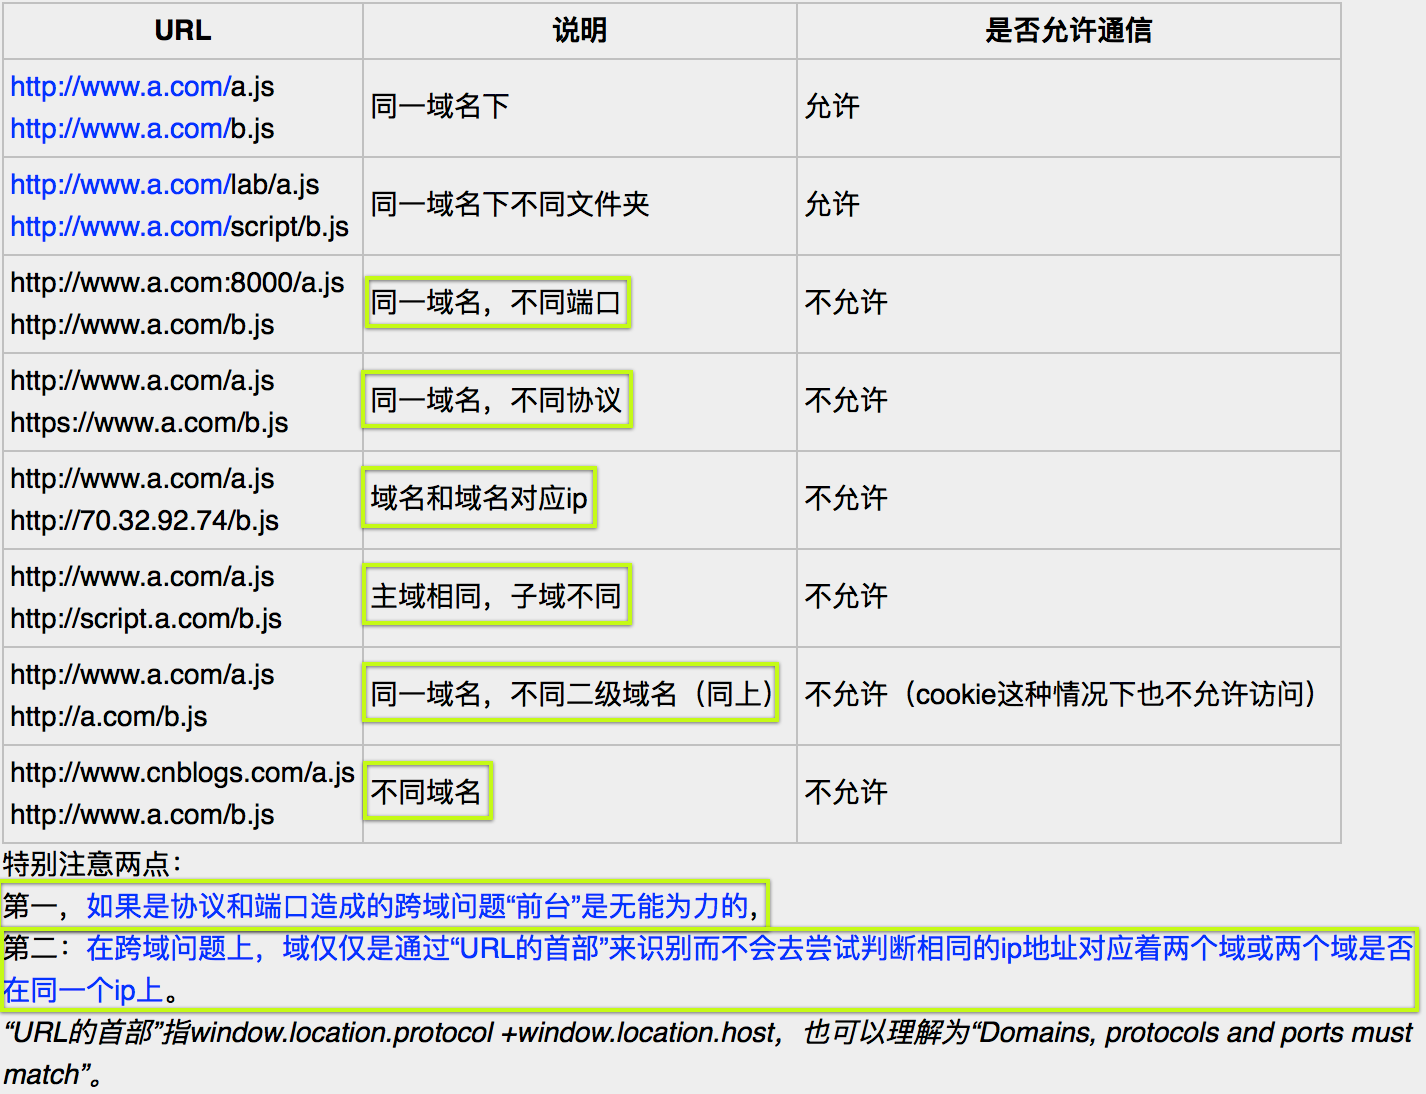 URL 说明 是否允许通信
http://www.a.com/a.js
http://www.a.com/b.js
同一域名下
允许
http://www.a.com/lab/a.js
http://www.a.com/script/b.js
同一域名下不同文件夹
允许
http://www.a.com:8000/a.js
http://www.a.com/b.js
同一域名，不同端口
不允许
http://www.a.com/a.js
https://www.a.com/b.js
同一域名，不同协议
不允许
http://www.a.com/a.js
http://70.32.92.74/b.js
域名和域名对应ip
不允许
http://www.a.com/a.js
http://script.a.com/b.js
主域相同，子域不同
不允许
http://www.a.com/a.js
http://a.com/b.js
同一域名，不同二级域名（同上）
不允许（cookie这种情况下也不允许访问）
http://www.cnblogs.com/a.js
http://www.a.com/b.js
不同域名
不允许
特别注意两点：
第一，如果是协议和端口造成的跨域问题“前台”是无能为力的，
第二：在跨域问题上，域仅仅是通过“URL的首部”来识别而不会去尝试判断相同的ip地址对应着两个域或两个域是否
在同一个ip上。
“URL的首部”指window.location.protocol +window.location.host，也可以理解为“Domains, protocols and ports must
match”。